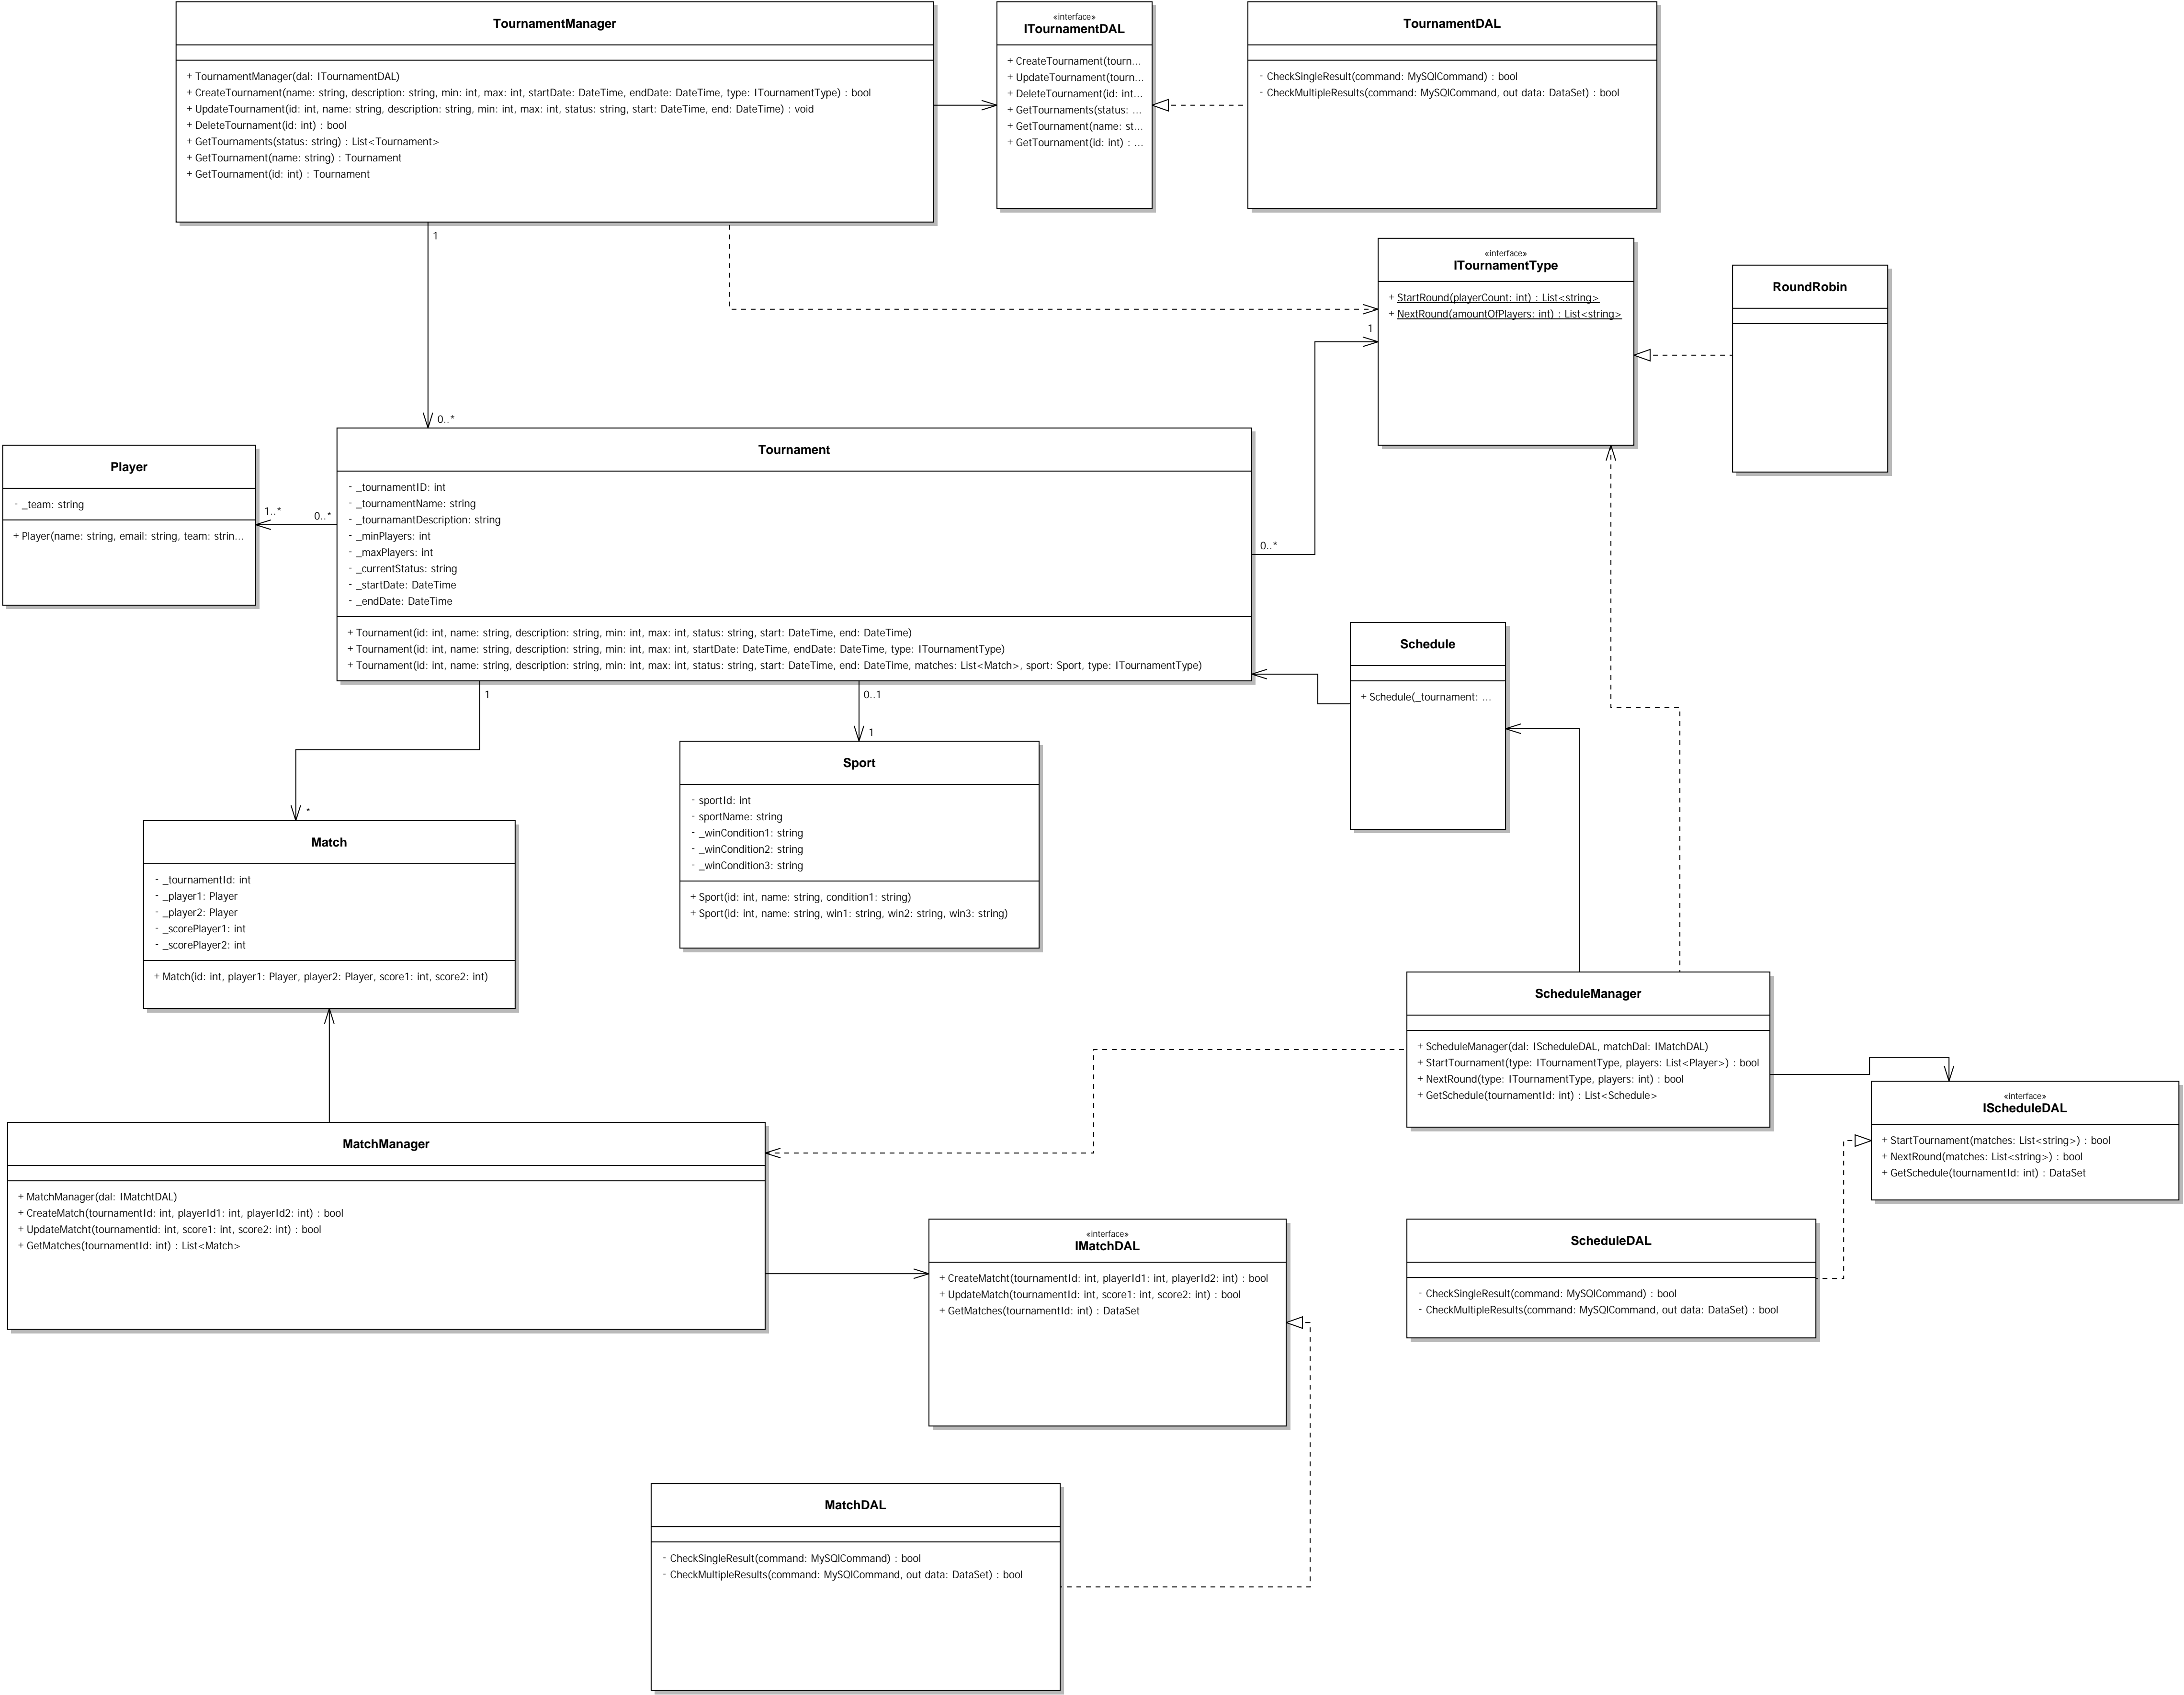 TournamentManager
+ TournamentManager(dal: ITournamentDAL)
+ CreateTournament(name: string, description: string, min: int, max: int, startDate: DateTime, endDate: DateTime, type: ITournamentType) : bool
+ UpdateTournament(id: int, name: string, description: string, min: int, max: int, status: string, start: DateTime, end: DateTime) : void
+ DeleteTournament(id: int) : bool
+ GetTournaments(status: string) : List<Tournament>
+ GetTournament(name: string) : Tournament
+ GetTournament(id: int) : Tournament
«interface»
ITournamentDAL
+ CreateTournament(tourn...
+ UpdateTournament(tourn...
+ DeleteTournament(id: int...
+ GetTournaments(status: ...
+ GetTournament(name: st...
+ GetTournament(id: int) : ...
TournamentDAL
- CheckSingleResult(command: MySQlCommand) : bool
- CheckMultipleResults(command: MySQlCommand, out data: DataSet) : bool
1
0..*
«interface»
ITournamentType
+ StartRound(playerCount: int) : List<string>
+ NextRound(amountOfPlayers: int) : List<string>
1
RoundRobin
Player
- _team: string
+ Player(name: string, email: string, team: strin...
1..*
0..*
Tournament
- _tournamentID: int
- _tournamentName: string
- _tournamantDescription: string
- _minPlayers: int
- _maxPlayers: int
- _currentStatus: string
- _startDate: DateTime
- _endDate: DateTime
+ Tournament(id: int, name: string, description: string, min: int, max: int, status: string, start: DateTime, end: DateTime)
+ Tournament(id: int, name: string, description: string, min: int, max: int, startDate: DateTime, endDate: DateTime, type: ITournamentType)
+ Tournament(id: int, name: string, description: string, min: int, max: int, status: string, start: DateTime, end: DateTime, matches: List<Match>, sport: Sport, type: ITournamentType)
0..*
Schedule
+ Schedule(_tournament: ...
1
*
0..1
1
Sport
- sportId: int
- sportName: string
- _winCondition1: string
- _winCondition2: string
- _winCondition3: string
+ Sport(id: int, name: string, condition1: string)
+ Sport(id: int, name: string, win1: string, win2: string, win3: string)
Match
- _tournamentId: int
- _player1: Player
- _player2: Player
- _scorePlayer1: int
- _scorePlayer2: int
+ Match(id: int, player1: Player, player2: Player, score1: int, score2: int)
ScheduleManager
+ ScheduleManager(dal: IScheduleDAL, matchDal: IMatchDAL)
+ StartTournament(type: ITournamentType, players: List<Player>) : bool
+ NextRound(type: ITournamentType, players: int) : bool
+ GetSchedule(tournamentId: int) : List<Schedule>
«interface»
IScheduleDAL
+ StartTournament(matches: List<string>) : bool
+ NextRound(matches: List<string>) : bool
+ GetSchedule(tournamentId: int) : DataSet
MatchManager
+ MatchManager(dal: IMatchtDAL)
+ CreateMatch(tournamentId: int, playerId1: int, playerId2: int) : bool
+ UpdateMatcht(tournamentid: int, score1: int, score2: int) : bool
+ GetMatches(tournamentId: int) : List<Match>
«interface»
IMatchDAL
+ CreateMatcht(tournamentId: int, playerId1: int, playerId2: int) : bool
+ UpdateMatch(tournamentId: int, score1: int, score2: int) : bool
+ GetMatches(tournamentId: int) : DataSet
ScheduleDAL
- CheckSingleResult(command: MySQlCommand) : bool
- CheckMultipleResults(command: MySQlCommand, out data: DataSet) : bool
MatchDAL
- CheckSingleResult(command: MySQlCommand) : bool
- CheckMultipleResults(command: MySQlCommand, out data: DataSet) : bool